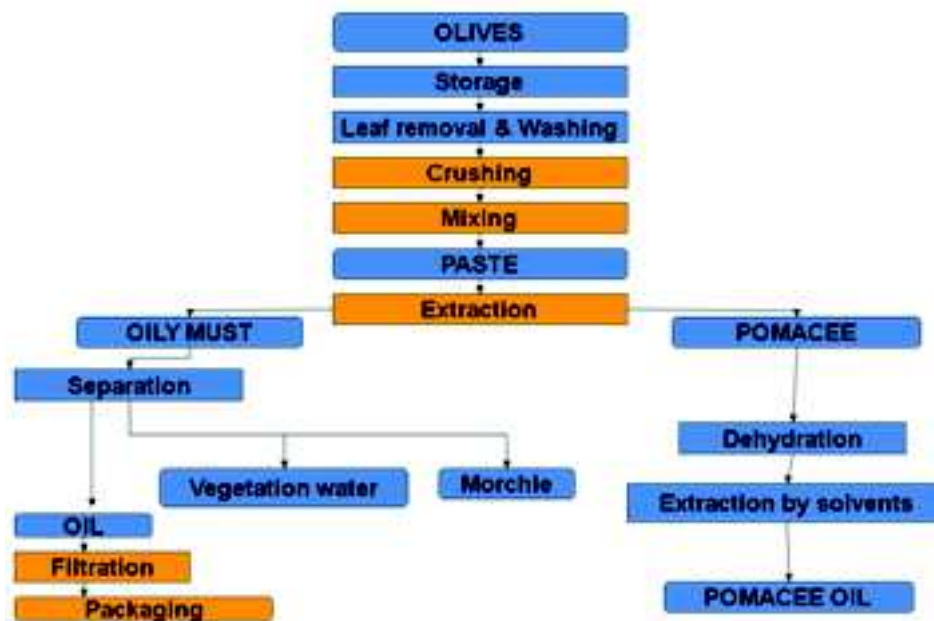 OLIVES
Storage
Leaf removal & Washing
Crushing
Mixing
PASTE
Extraction
OILY MUST
POMACEE
Separation
Dehydration
Vegetation water
Morchie
Extraction by solvents
OIL
Filtration
POMACEE OIL
Packaging